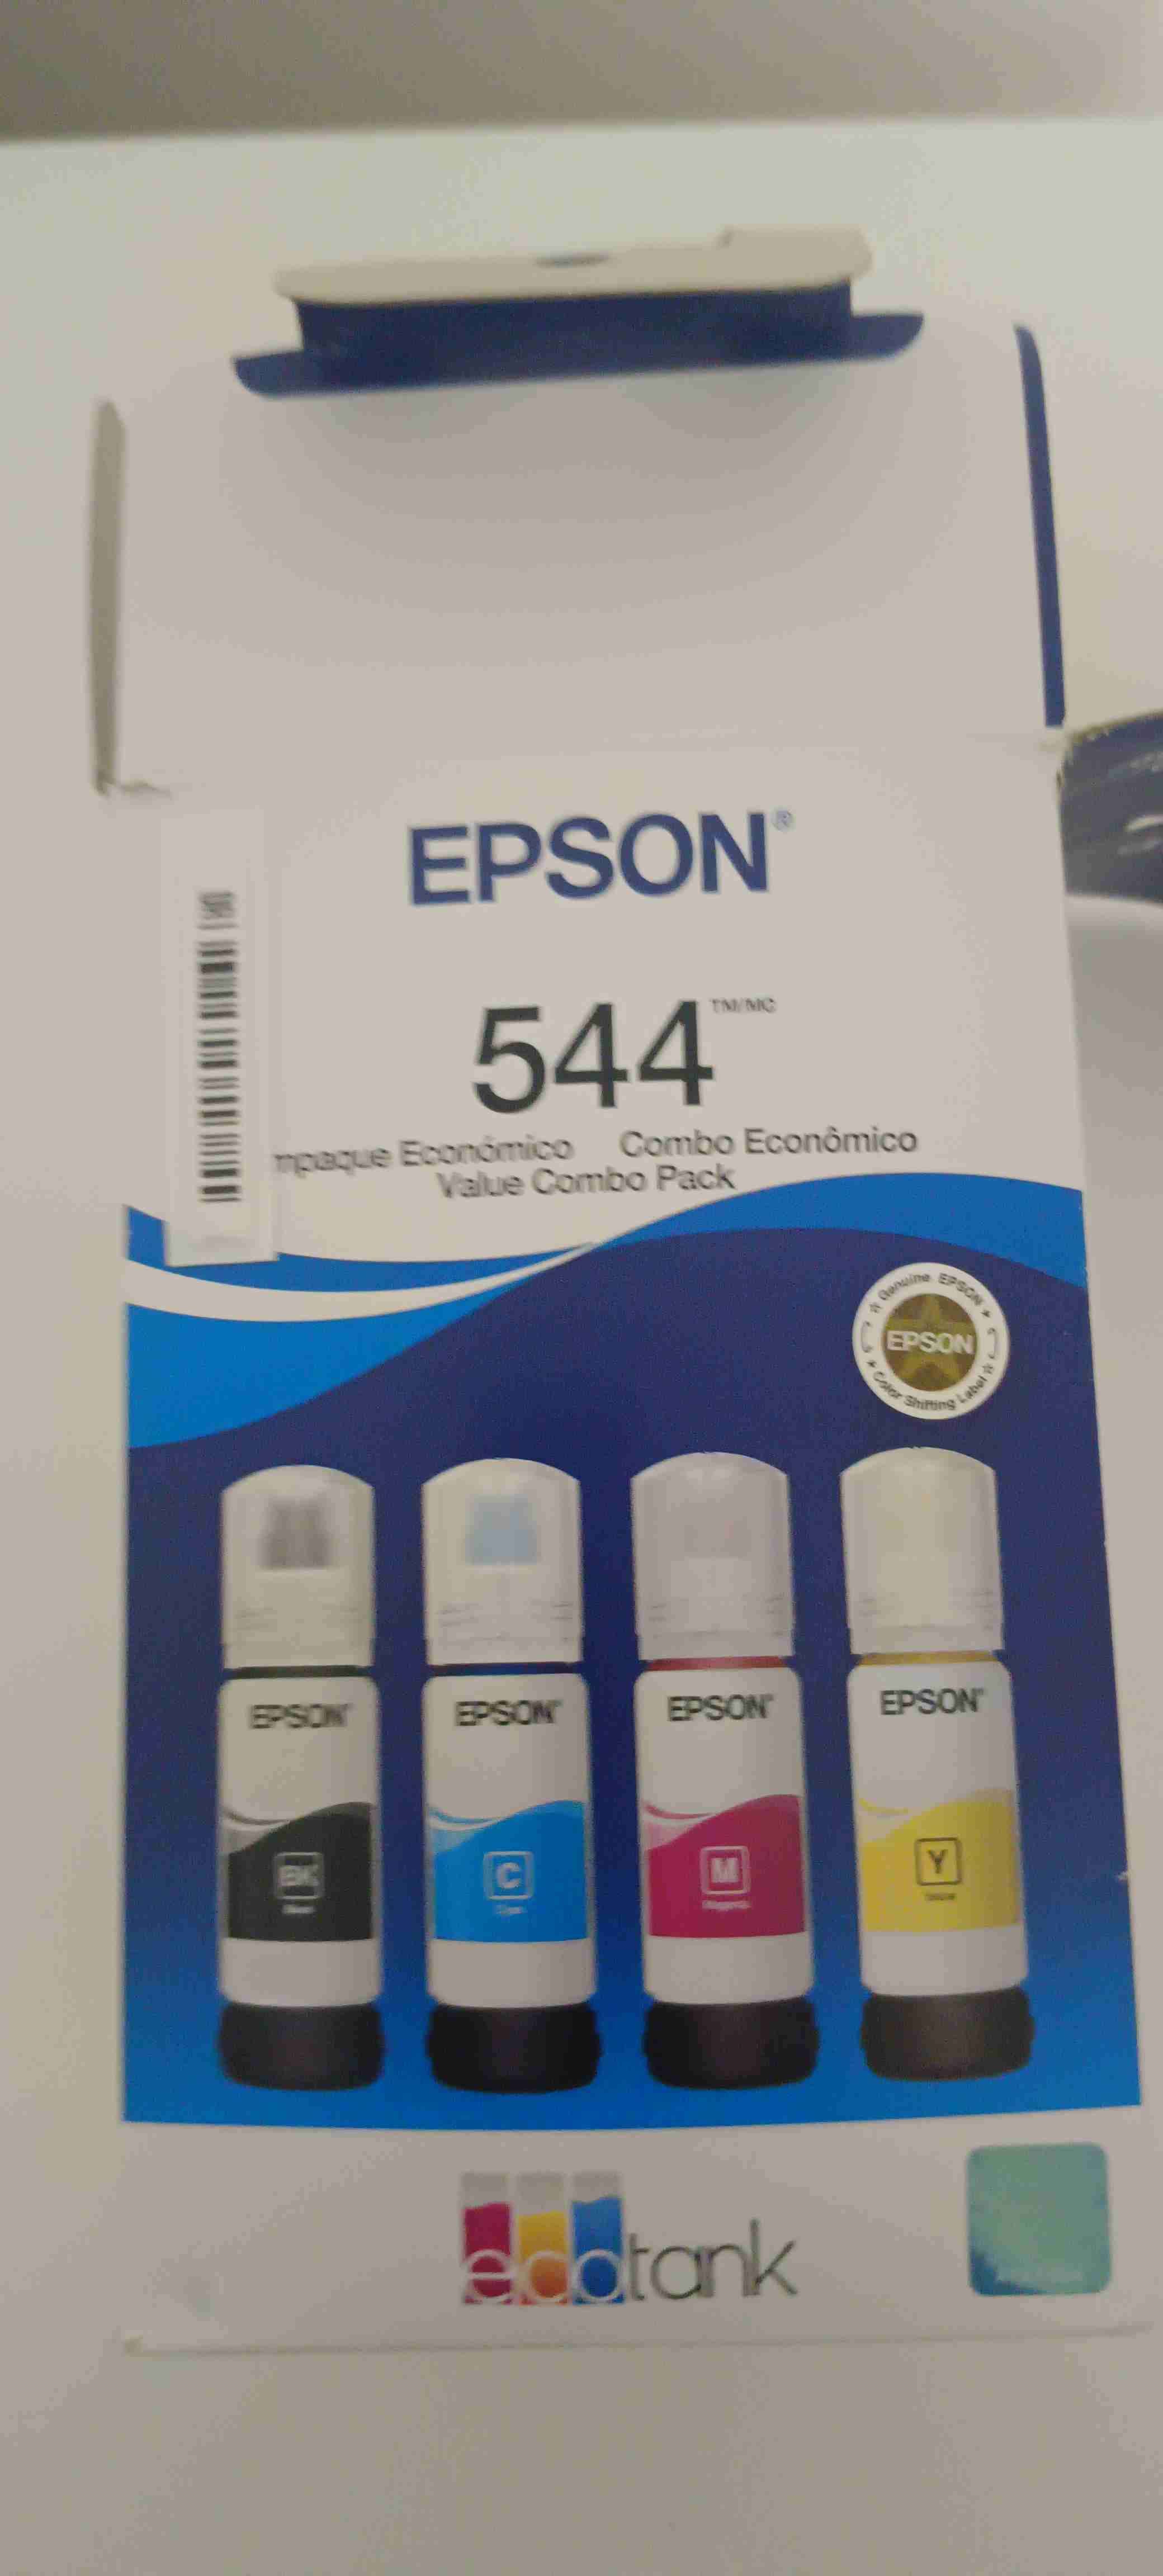 EPSON®
544 TM/MC
mpaque Económico Combo Econômico
Value Combo Pack
☆ Genuine EPSON ★
EPSON
★ Color Shifting Label ☆
EPSON
EPSON
EPSON
EPSON
BK
C
M
Y
Magenta
ecotank